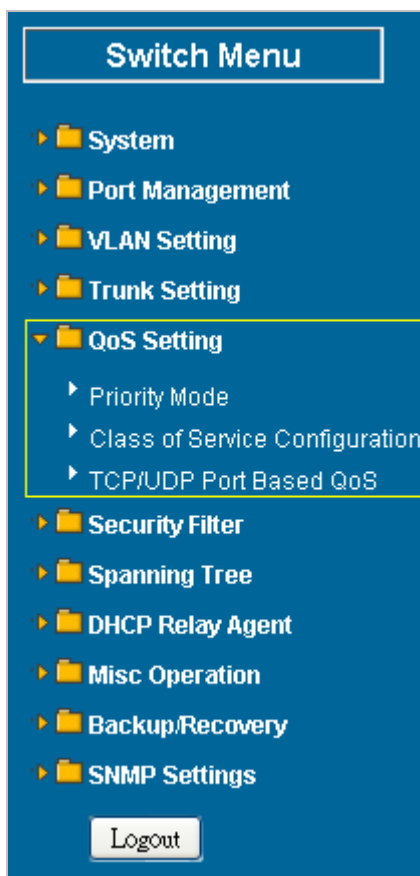 Switch Menu
System
Port Management
VLAN Setting
Trunk Setting
QoS Setting
Priority Mode
Class of Service Configuration
TCP/UDP Port Based QoS
Security Filter
Spanning Tree
DHCP Relay Agent
Misc Operation
Backup/Recovery
SNMP Settings
Logout